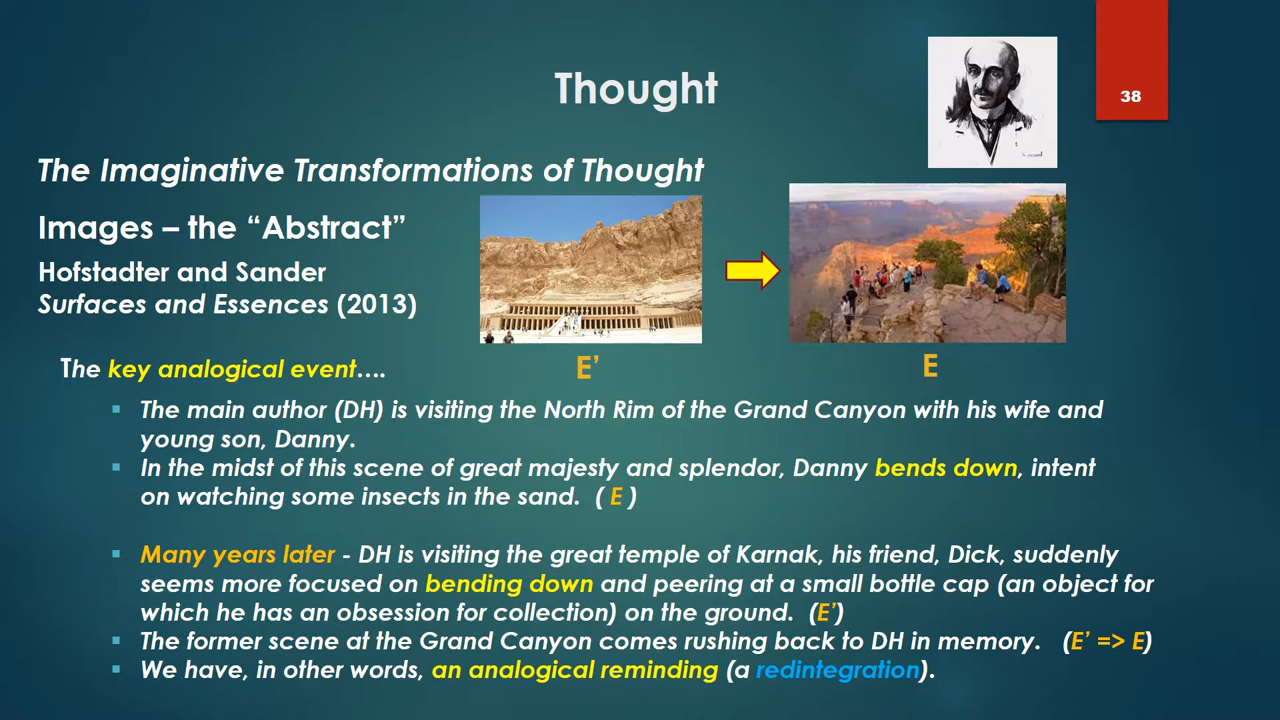 Thought
38
The Imaginative Transformations of Thought
Images – the “Abstract”
Hofstadter and Sander
Surfaces and Essences (2013)
E’
E
The key analogical event….
▪ The main author (DH) is visiting the North Rim of the Grand Canyon with his wife and
young son, Danny.
▪ In the midst of this scene of great majesty and splendor, Danny bends down, intent
on watching some insects in the sand. ( E )
▪ Many years later - DH is visiting the great temple of Karnak, his friend, Dick, suddenly
seems more focused on bending down and peering at a small bottle cap (an object for
which he has an obsession for collection) on the ground. (E’)
▪ The former scene at the Grand Canyon comes rushing back to DH in memory. (E’ => E)
▪ We have, in other words, an analogical reminding (a redintegration).